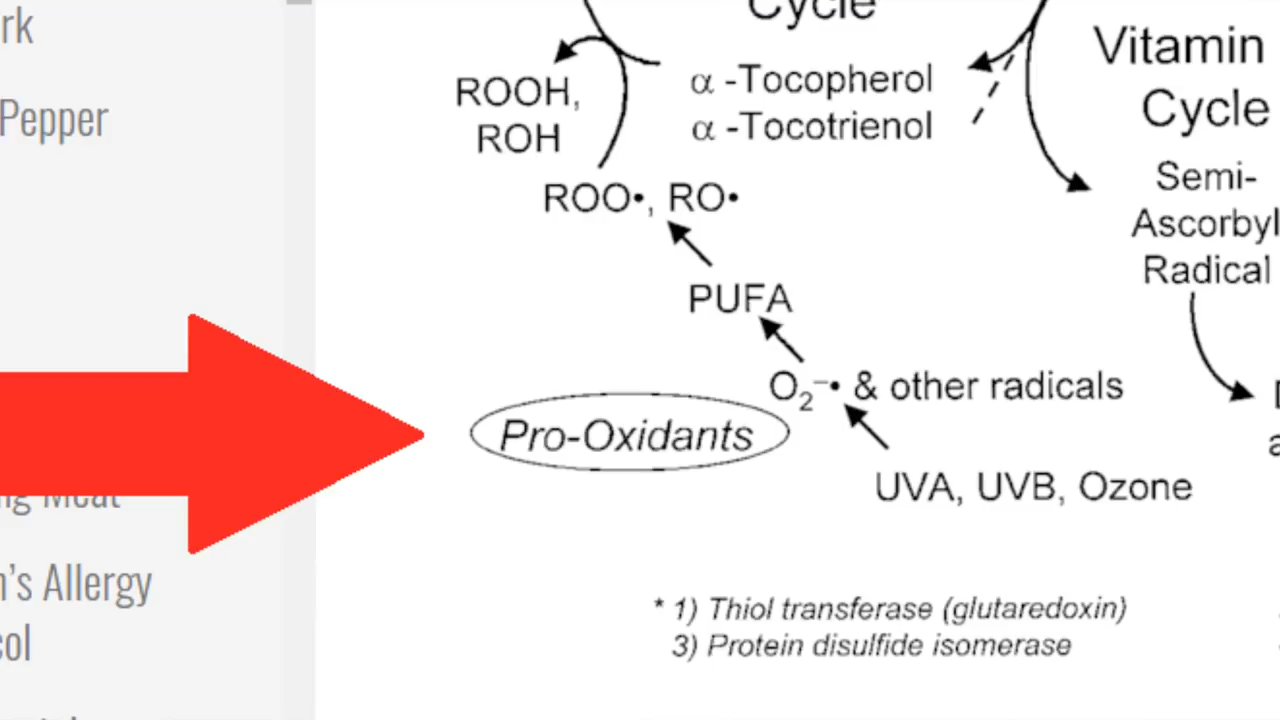 rk
Pepper
n's Allergy
col
Cycle
ROOH,
ROH
α -Tocopherol
α -Tocotrienol
ROO•, RO•
PUFA
O₂⁻• & other radicals
Pro-Oxidants
UVA, UVB, Ozone
Vitamin
Cycle
Semi-
Ascorbyl
Radical
* 1) Thiol transferase (glutaredoxin)
3) Protein disulfide isomerase